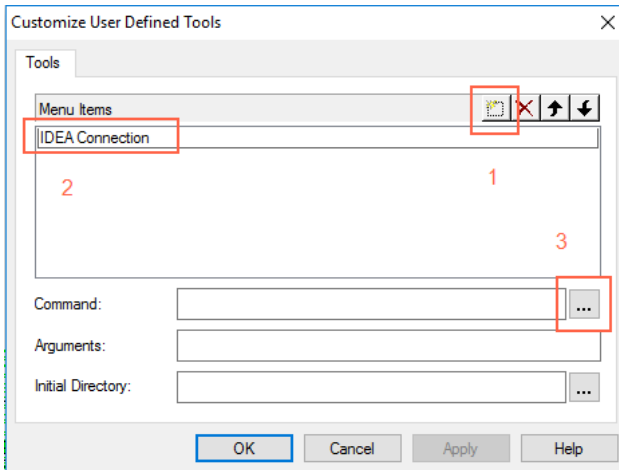 Customize User Defined Tools
Tools
Menu Items
IDEA Connection
1
2
3
Command:
...
Arguments:
Initial Directory:
...
OK
Cancel
Apply
Help